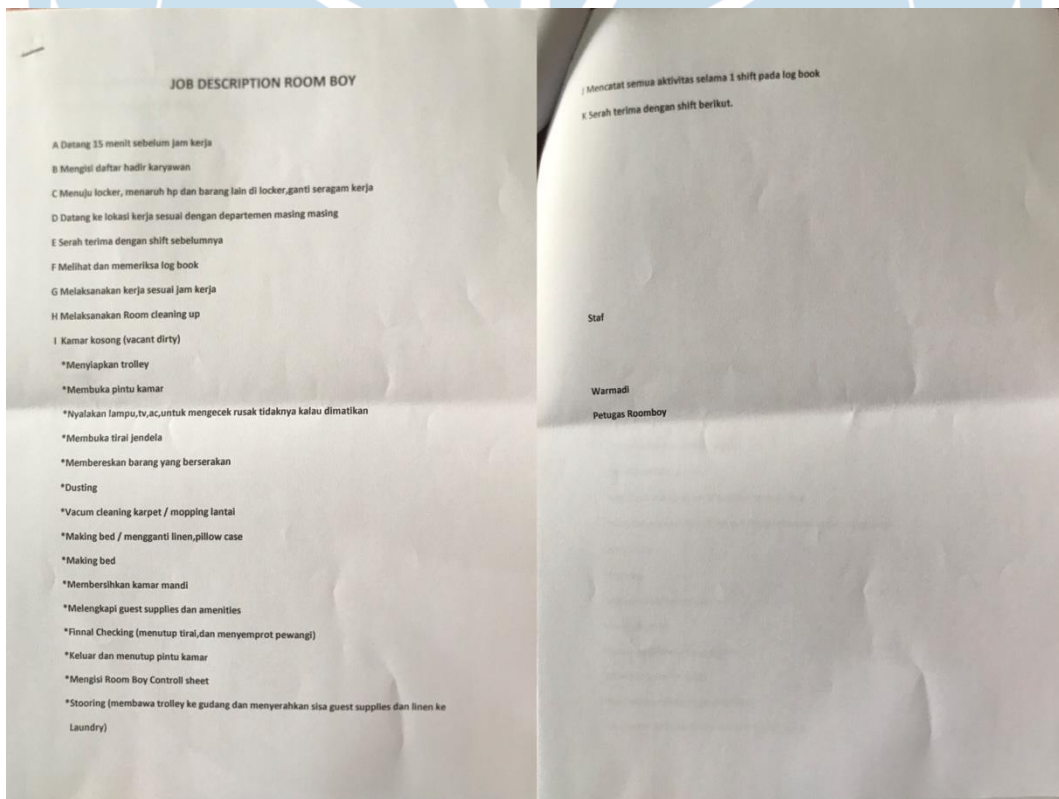 JOB DESCRIPTION ROOM BOY
A Datang 15 menit sebelum jam kerja
B Mengisi daftar hadir karyawan
C Menuju locker, menaruh hp dan barang lain di locker,ganti seragam kerja
D Datang ke lokasi kerja sesuai dengan departemen masing masing
E Serah terima dengan shift sebelumnya
F Melihat dan memeriksa log book
G Melaksanakan kerja sesuai jam kerja
H Melaksanakan Room cleaning up
I Kamar kosong (vacant dirty)
*Menyiapkan trolley
*Membuka pintu kamar
*Nyalakan lampu,tv,ac,untuk mengecek rusak tidaknya kalau dimatikan
*Membuka tirai jendela
*Membereskan barang yang berserakan
*Dusting
*Vacum cleaning karpet / mopping lantai
*Making bed / mengganti linen,pillow case
*Making bed
*Membersihkan kamar mandi
*Melengkapi guest supplies dan amenities
*Finnal Checking (menutup tirai,dan menyemprot pewangi)
*Keluar dan menutup pintu kamar
*Mengisi Room Boy Controll sheet
*Stooring (membawa trolley ke gudang dan menyerahkan sisa guest supplies dan linen ke
Laundry)
J Mencatat semua aktivitas selama 1 shift pada log book
K Serah terima dengan shift berikut.
Staf
Warmadi
Petugas Roomboy